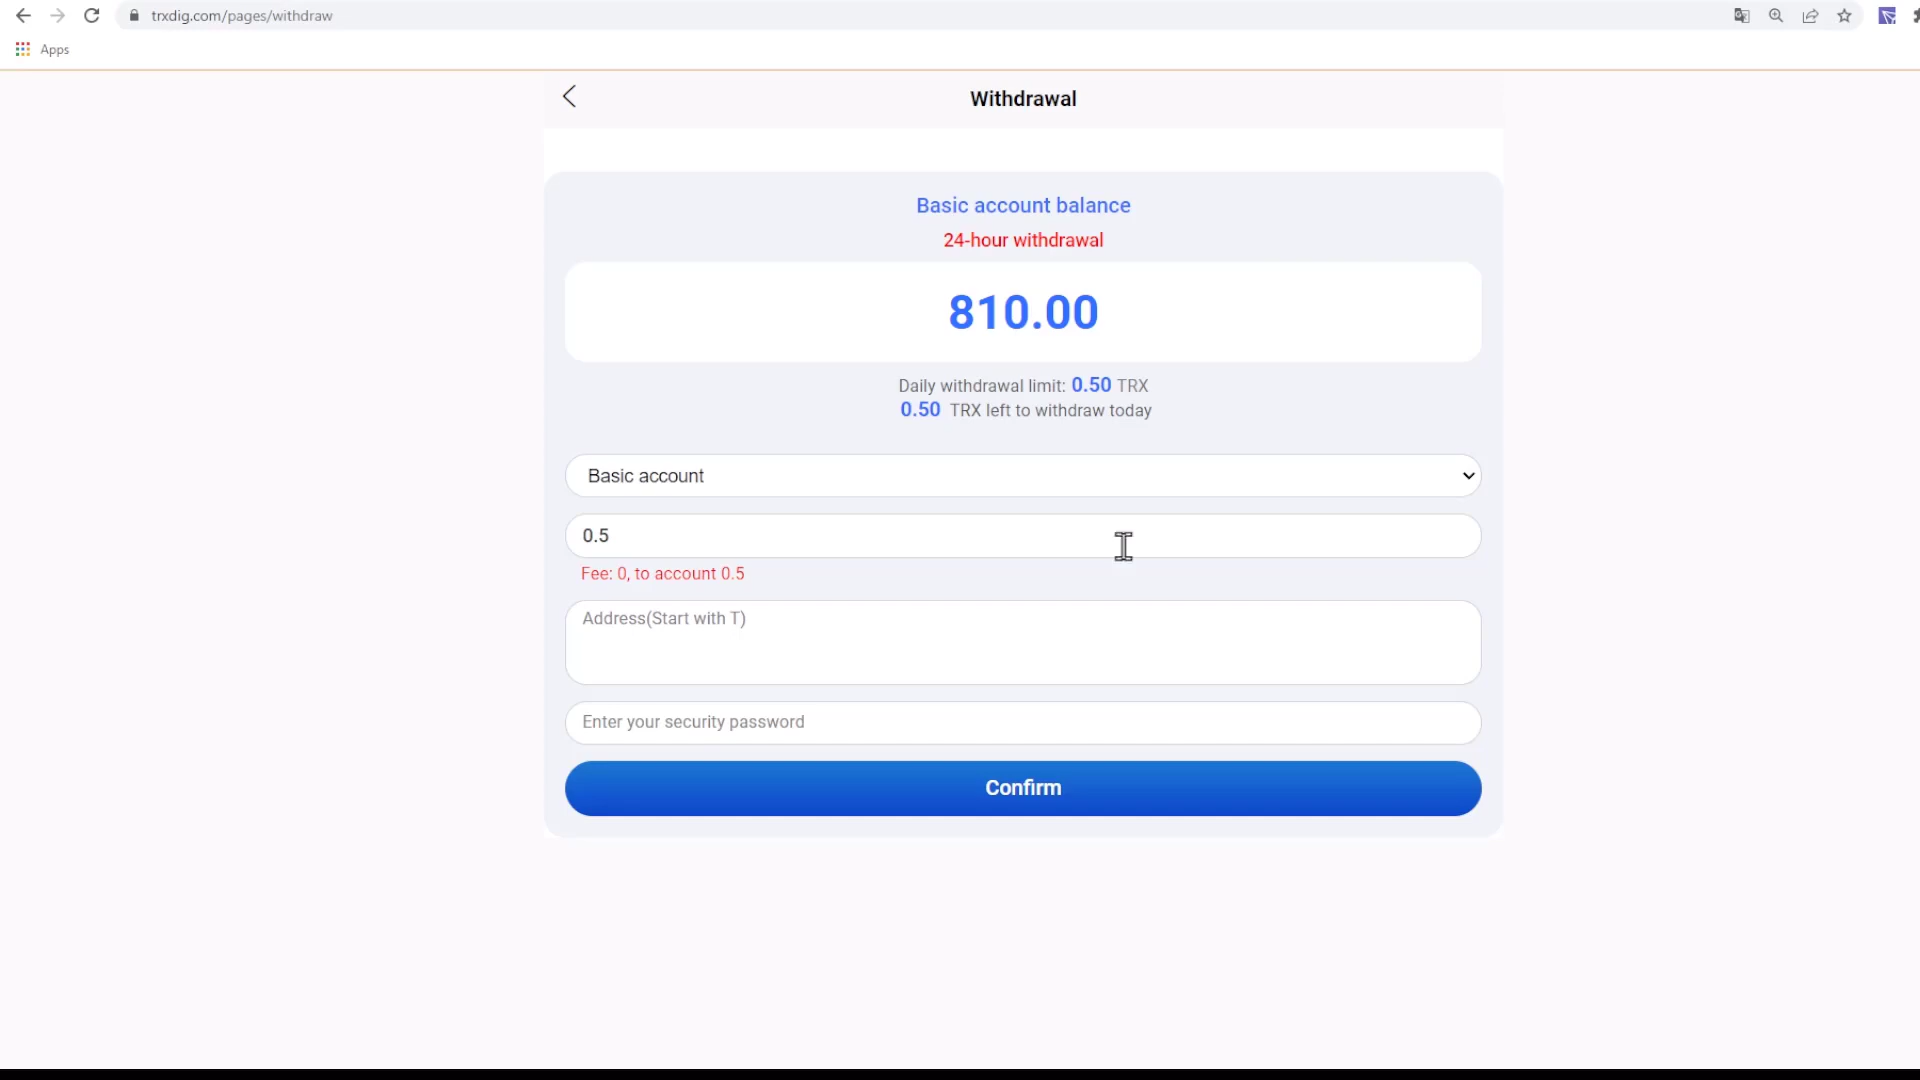 trxdig.com/pages/withdraw
Apps
Withdrawal
Basic account balance
24-hour withdrawal
810.00
Daily withdrawal limit: 0.50 TRX
0.50 TRX left to withdraw today
Basic account
0.5
Fee: 0, to account 0.5
Address(Start with T)
Enter your security password
Confirm